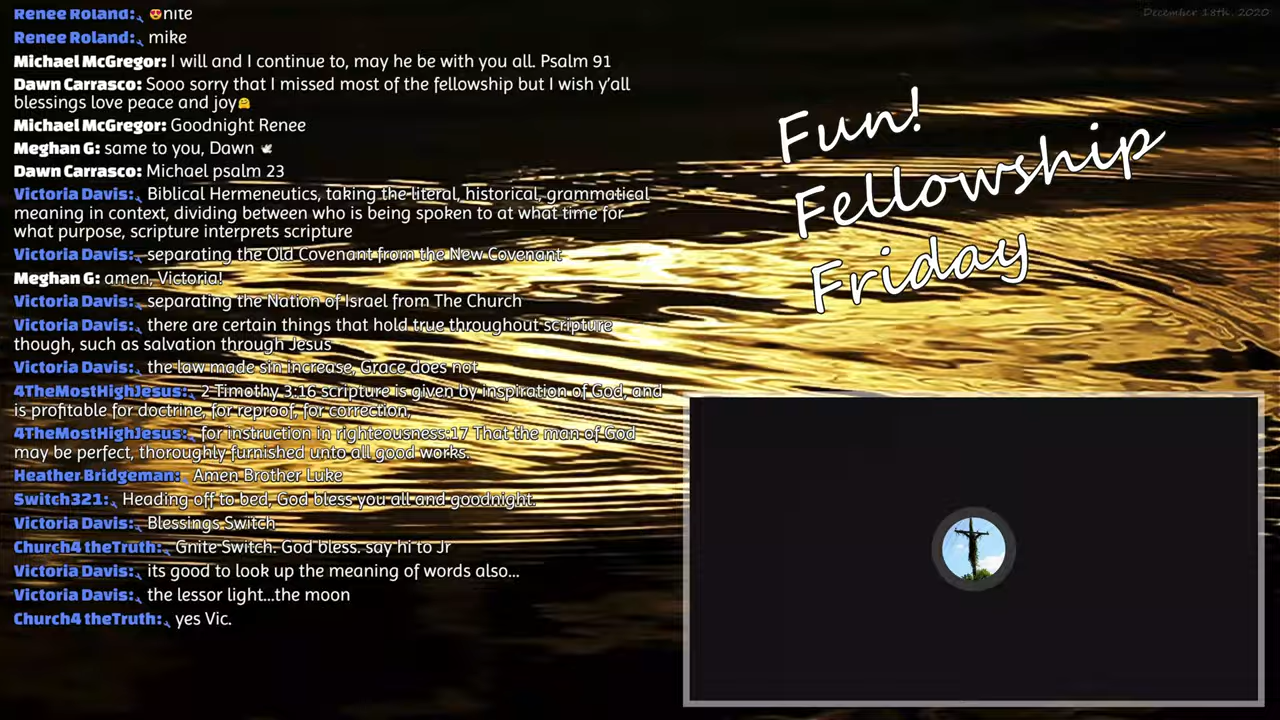 December 18th, 2020
Renee Roland: 😍nite
Renee Roland: mike
Michael McGregor: I will and I continue to, may he be with you all. Psalm 91
Dawn Carrasco: Sooo sorry that I missed most of the fellowship but I wish y'all
blessings love peace and joy🤗
Michael McGregor: Goodnight Renee
Meghan G: same to you, Dawn 🕊
Dawn Carrasco: Michael psalm 23
Victoria Davis: Biblical Hermeneutics, taking the literal, historical, grammatical
meaning in context, dividing between who is being spoken to at what time for
what purpose, scripture interprets scripture
Victoria Davis: separating the Old Covenant from the New Covenant
Meghan G: amen, Victoria!
Victoria Davis: separating the Nation of Israel from The Church
Victoria Davis: there are certain things that hold true throughout scripture
though, such as salvation through Jesus
Victoria Davis: the law made sin increase, Grace does not
4TheMostHighJesus: 2 Timothy 3:16 scripture is given by inspiration of God, and
is profitable for doctrine, for reproof, for correction,
4TheMostHighJesus: for instruction in righteousness:17 That the man of God
may be perfect, thoroughly furnished unto all good works.
Heather Bridgeman: Amen Brother Luke
Switch321: Heading off to bed, God bless you all and goodnight.
Victoria Davis: Blessings Switch
Church4 theTruth: Gnite Switch. God bless. say hi to Jr
Victoria Davis: its good to look up the meaning of words also...
Victoria Davis: the lessor light...the moon
Church4 theTruth: yes Vic.
Fun!
Fellowship
Friday